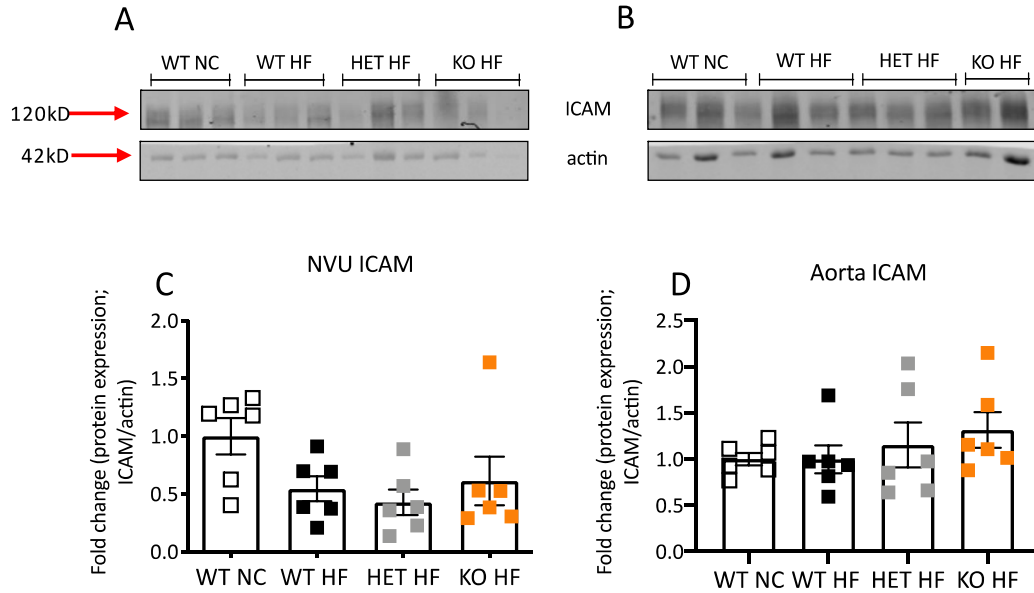 A
B
WT NC WT HF HET HF KO HF
WT NC WT HF HET HF KO HF
120kD
ICAM
42kD
actin
C
NVU ICAM
Fold change (protein expression;
ICAM/actin)
2.0
1.5
1.0
0.5
0.0
WT NC WT HF HET HF KO HF
D
Aorta ICAM
Fold change (protein expression;
ICAM/actin)
2.5
2.0
1.5
1.0
0.5
0.0
WT NC WT HF HET HF KO HF